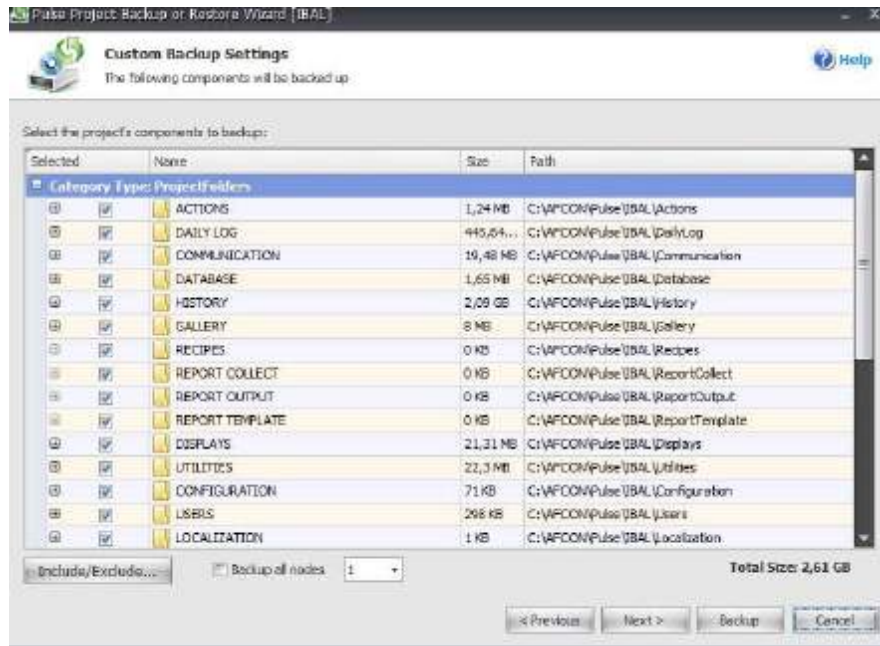 Pulse Project Backup or Restore Wizard [IBAL]
Custom Backup Settings
The following components will be backed up
Help
Select the project's components to backup:
Selected Name Size Path
Category Type: ProjectFolders
ACTIONS 1,24 MB C:\AFCON\Pulse\IBAL\Actions
DAILY LOG 445,64... C:\AFCON\Pulse\IBAL\DailyLog
COMMUNICATION 19,48 MB C:\AFCON\Pulse\IBAL\Communication
DATABASE 1,65 MB C:\AFCON\Pulse\IBAL\Database
HISTORY 2,09 GB C:\AFCON\Pulse\IBAL\History
GALLERY 8 MB C:\AFCON\Pulse\IBAL\Gallery
RECIPES 0 KB C:\AFCON\Pulse\IBAL\Recipes
REPORT COLLECT 0 KB C:\AFCON\Pulse\IBAL\ReportCollect
REPORT OUTPUT 0 KB C:\AFCON\Pulse\IBAL\ReportOutput
REPORT TEMPLATE 0 KB C:\AFCON\Pulse\IBAL\ReportTemplate
DISPLAYS 21,31 MB C:\AFCON\Pulse\IBAL\Displays
UTILITIES 22,3 MB C:\AFCON\Pulse\IBAL\Utilities
CONFIGURATION 71 KB C:\AFCON\Pulse\IBAL\Configuration
USERS 298 KB C:\AFCON\Pulse\IBAL\Users
LOCALIZATION 1 KB C:\AFCON\Pulse\IBAL\Localization
Include/Exclude... Backup all nodes 1 Total Size: 2,61 GB
< Previous Next > Backup Cancel